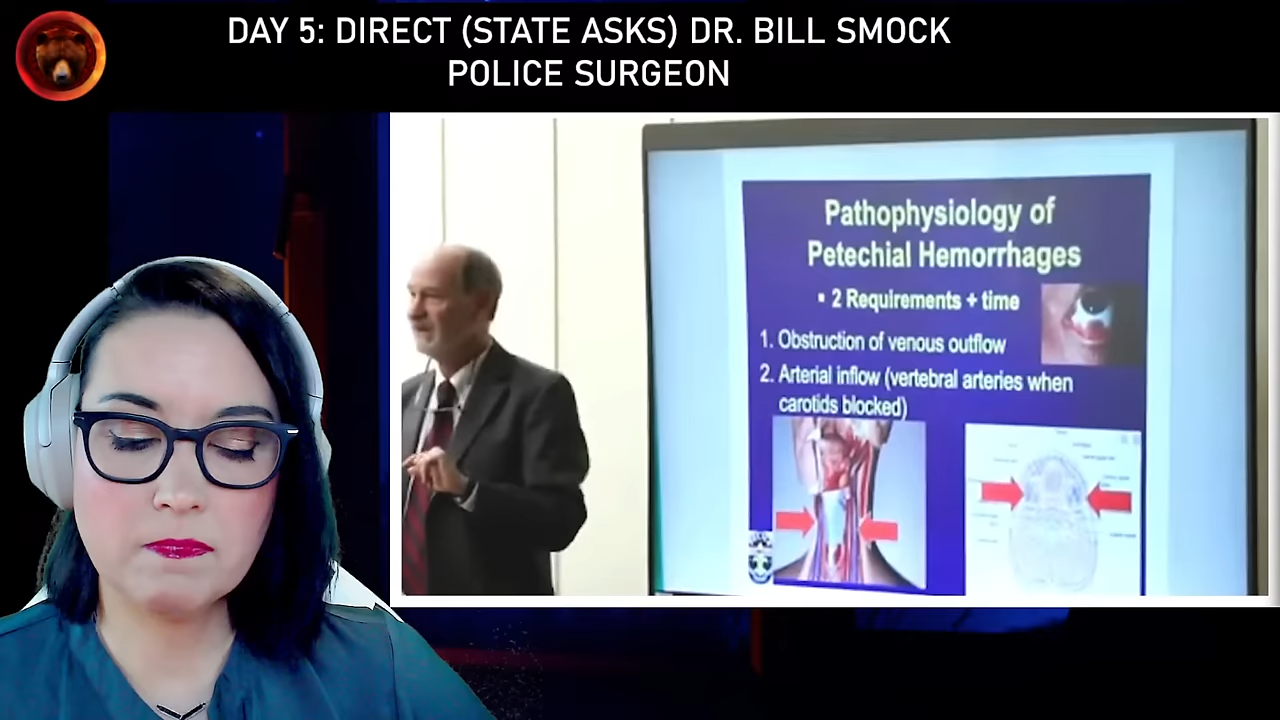 DAY 5: DIRECT (STATE ASKS) DR. BILL SMOCK
POLICE SURGEON
Pathophysiology of
Petechial Hemorrhages
▪ 2 Requirements + time
1. Obstruction of venous outflow
2. Arterial inflow (vertebral arteries when
carotids blocked)